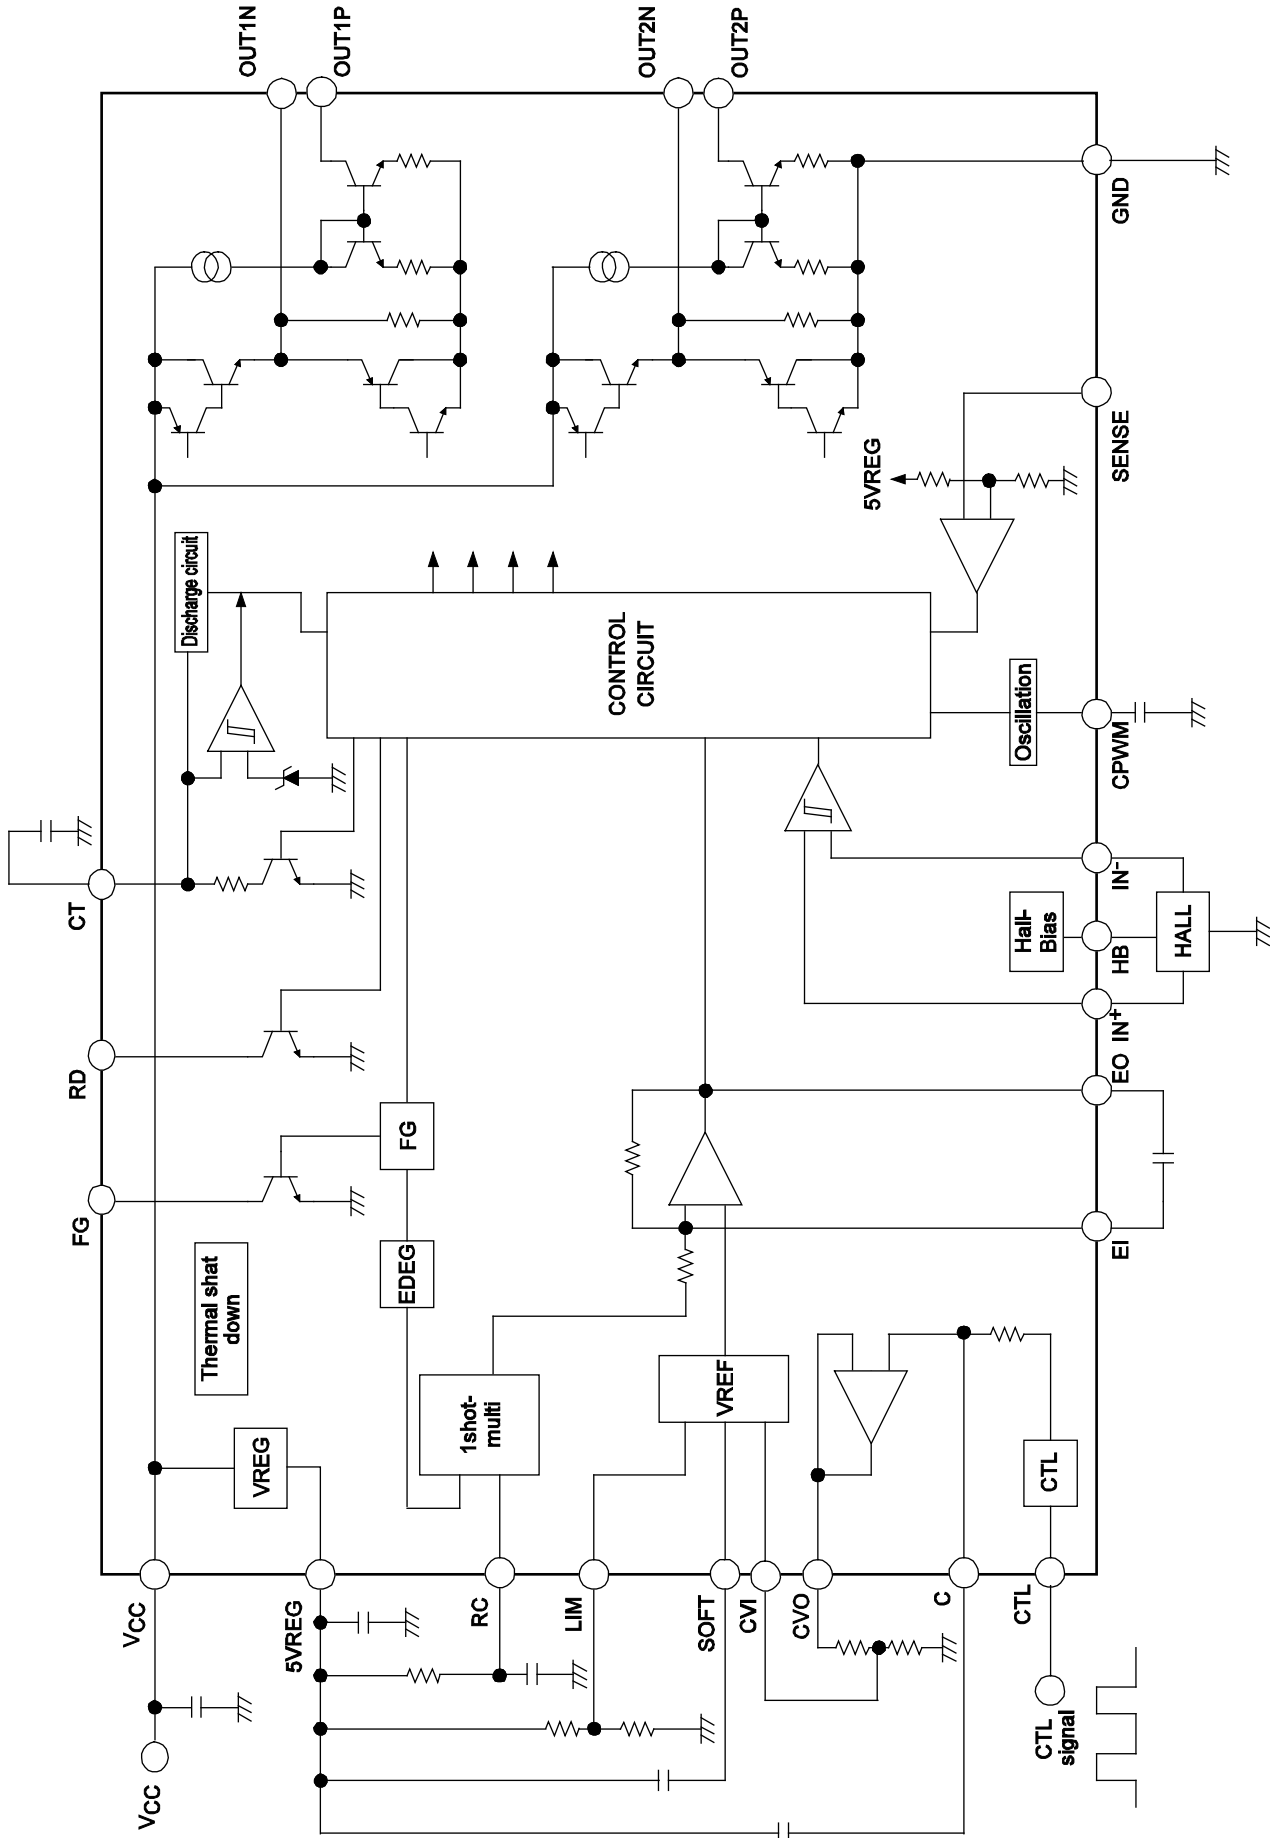 OUT1N
OUT1P
OUT2N
OUT2P
GND
SENSE
5VREG
Discharge circuit
CONTROL
CIRCUIT
Oscillation
CPWM
CT
IN-
Hall-
Bias
HB
HALL
IN+
EO
RD
FG
FG
EI
EDEG
Thermal shat
down
VREF
1shot-
multi
VREG
CTL
VCC
5VREG
RC
LIM
SOFT
CVI
CVO
C
CTL
VCC
CTL
signal